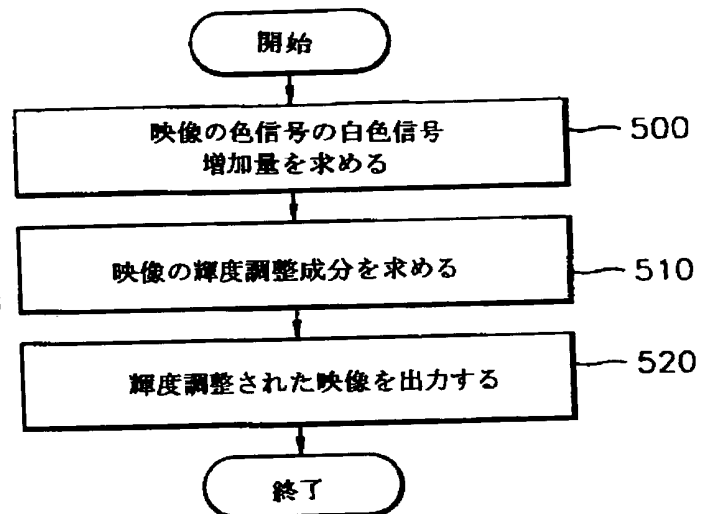 開始
映像の色信号の白色信号
増加量を求める
500
映像の輝度調整成分を求める
510
輝度調整された映像を出力する
520
終了